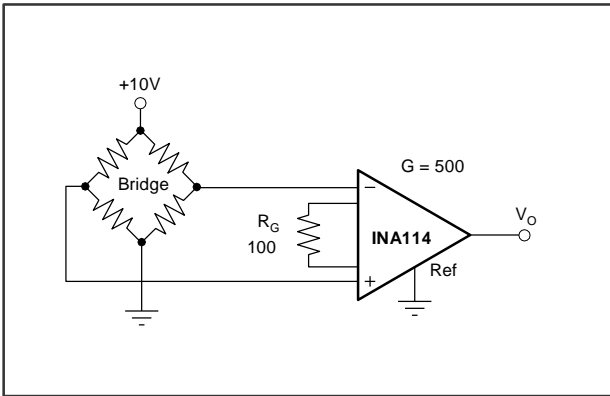 +10V
Bridge
G = 500
–
R_G
100
INA114
V_O
+
Ref